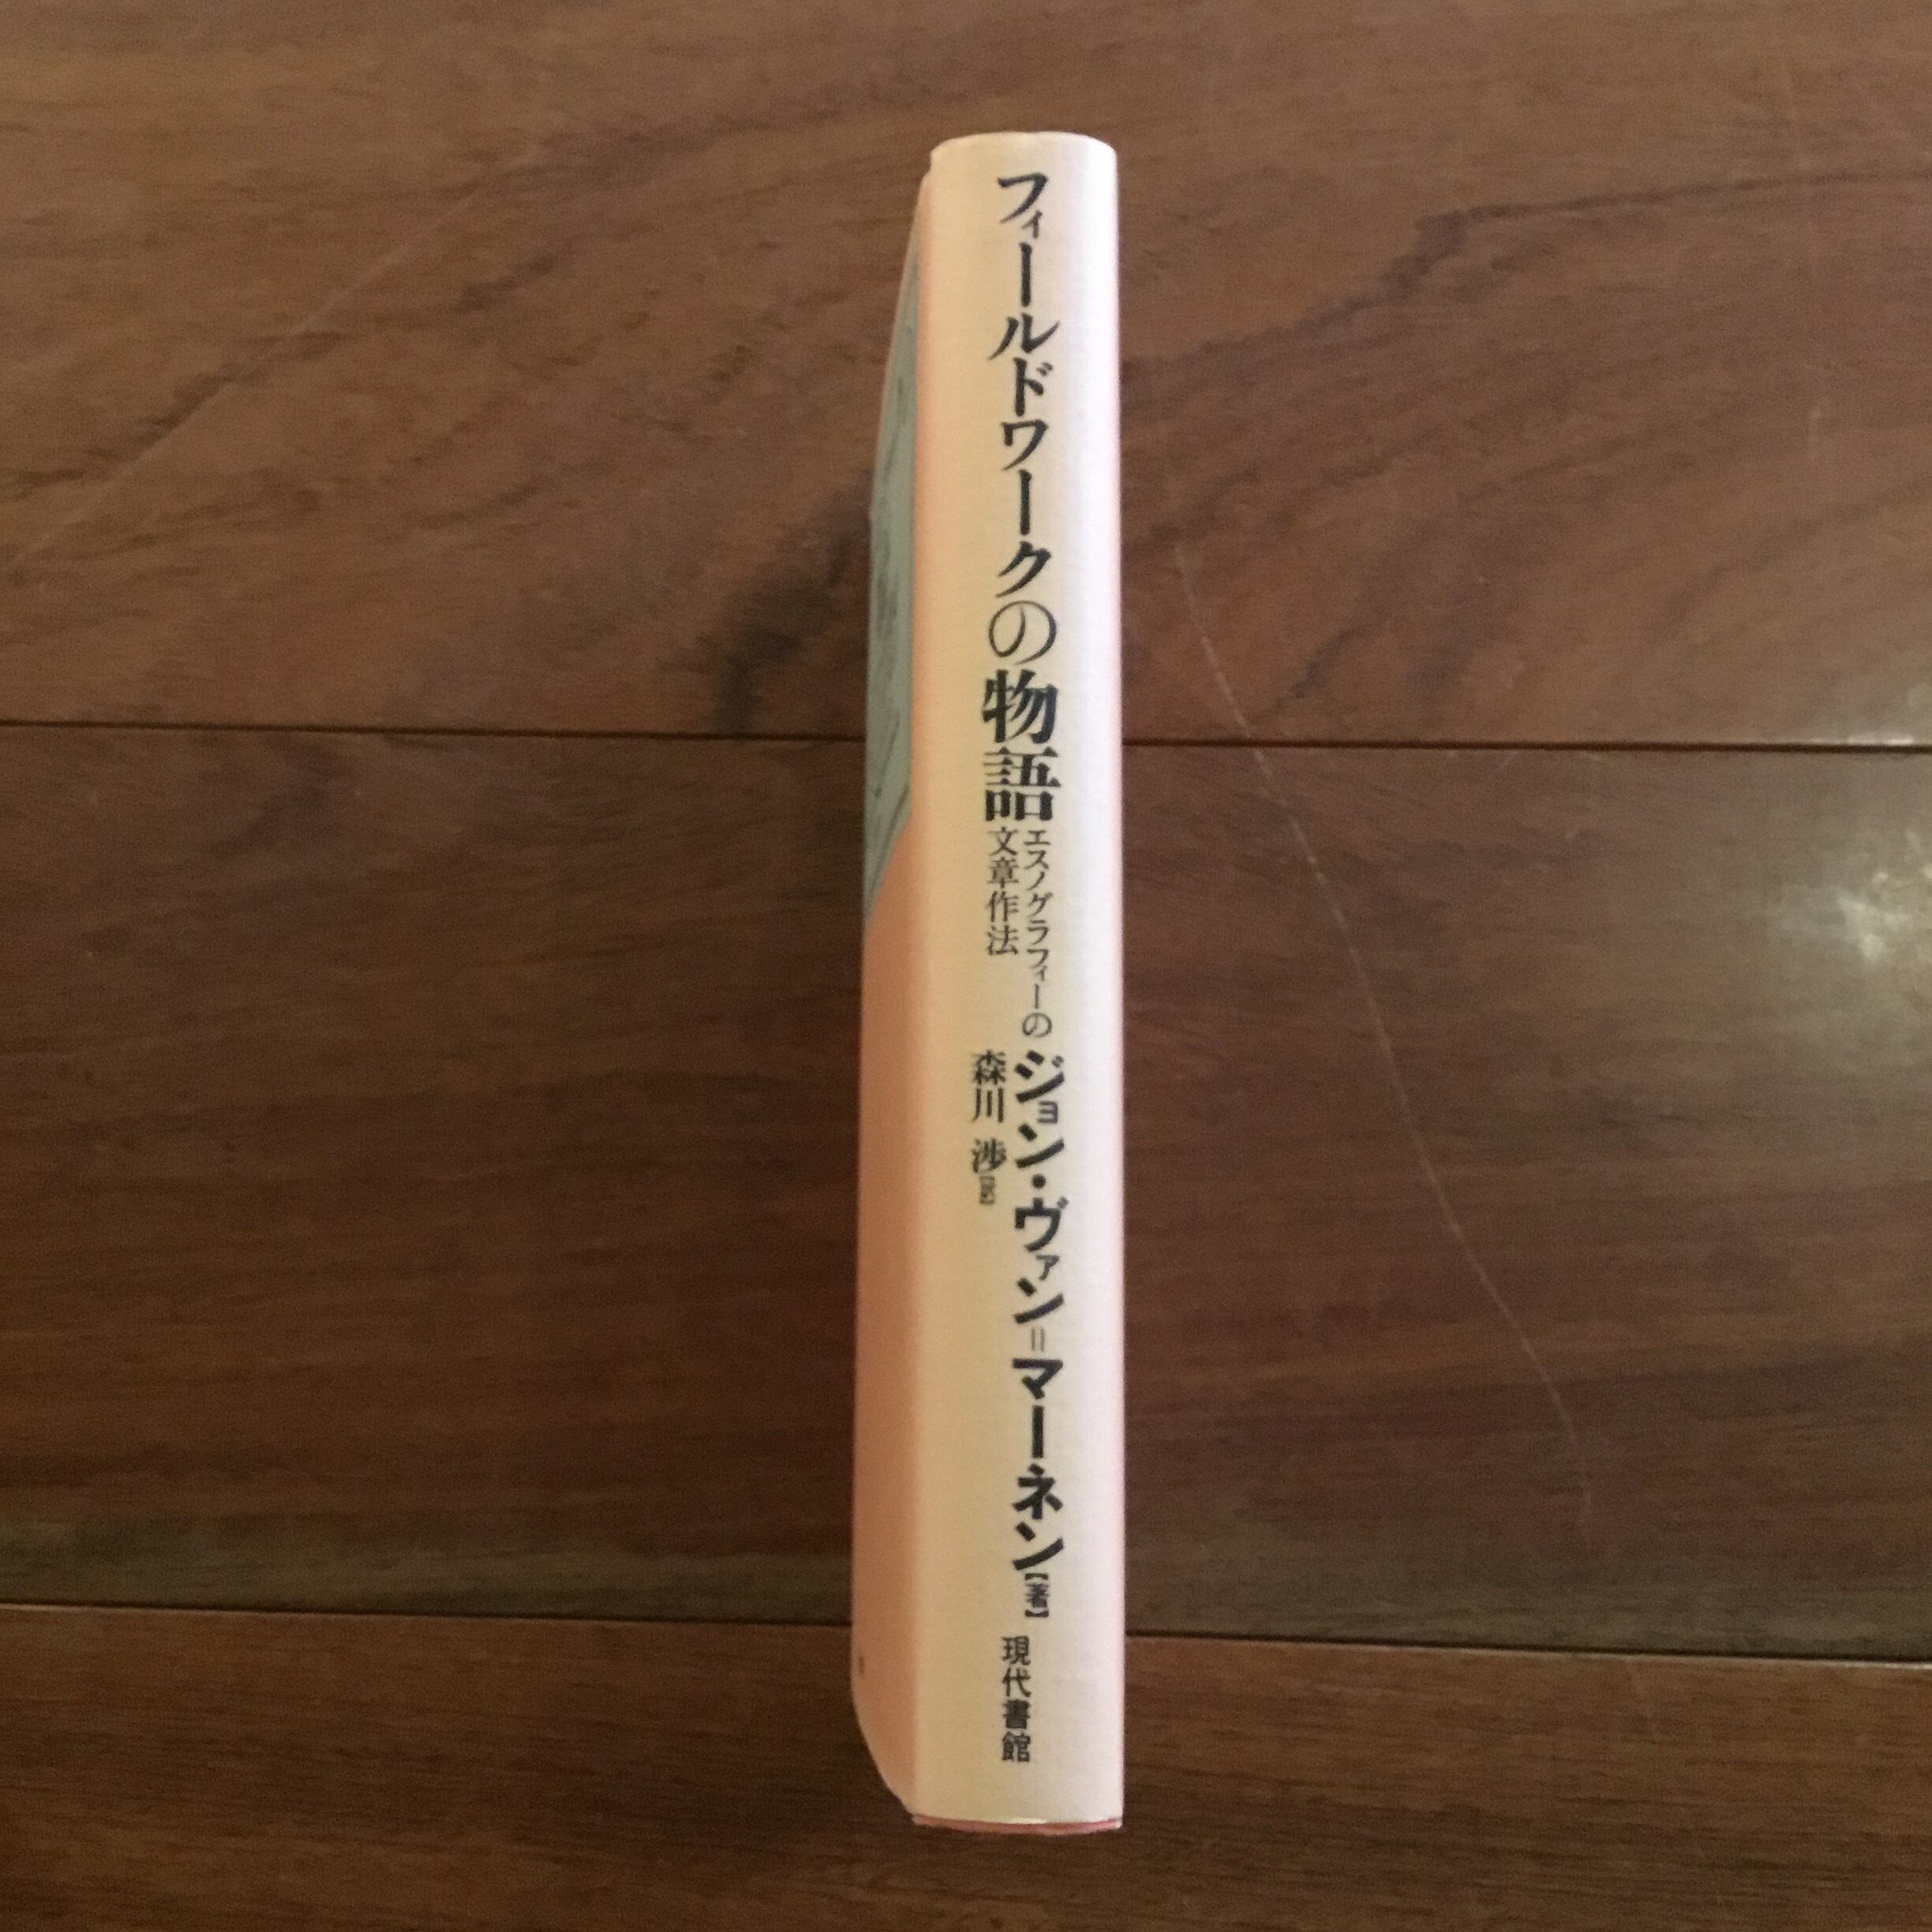 フィールドワークの物語
エスノグラフィーの
文章作法
ジョン・ヴァン=マーネン【著】
森川 渉【訳】
現代書館